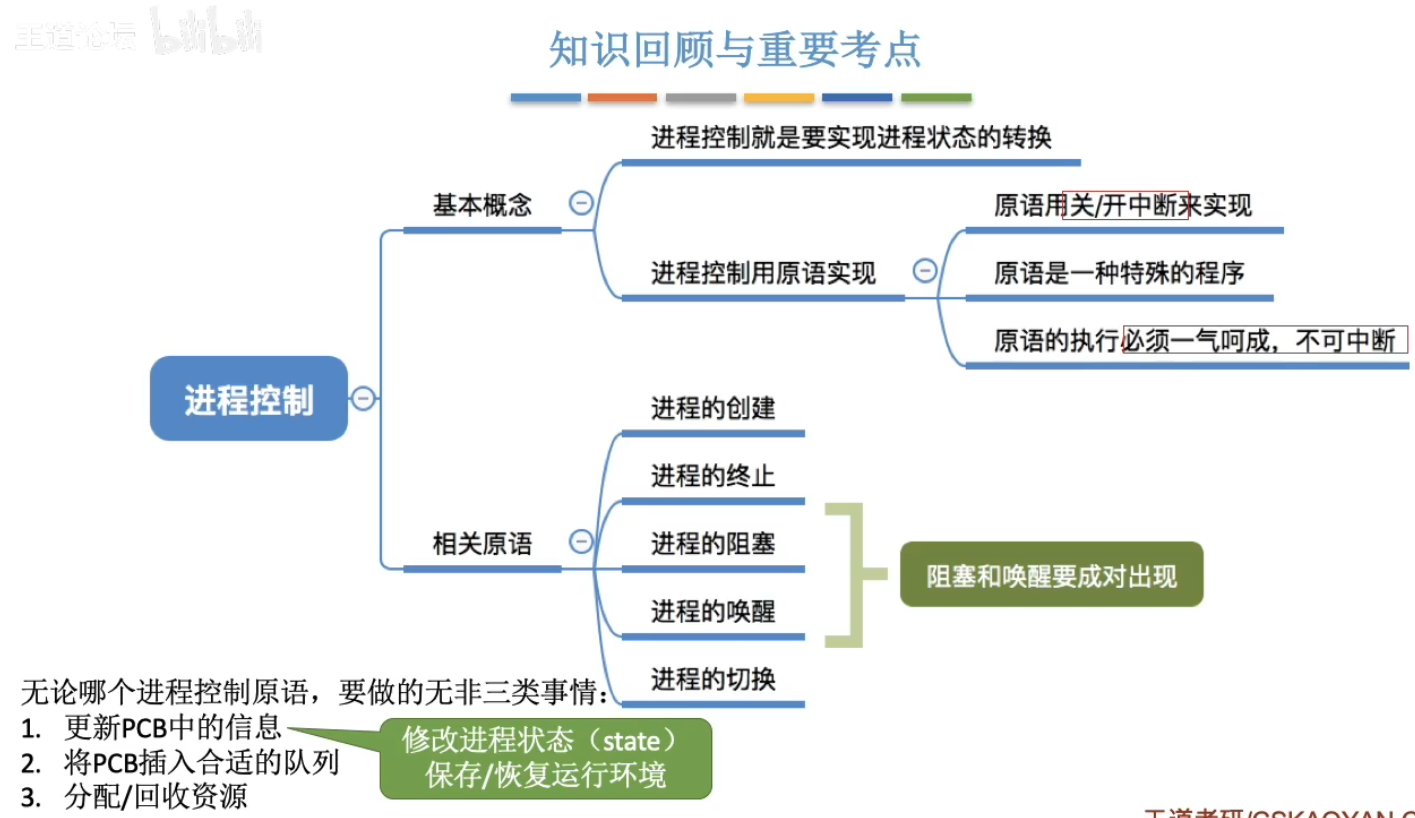 王道论坛 bilibili
知识回顾与重要考点
进程控制
基本概念
进程控制就是要实现进程状态的转换
进程控制用原语实现
原语用关/开中断来实现
原语是一种特殊的程序
原语的执行必须一气呵成，不可中断
相关原语
进程的创建
进程的终止
进程的阻塞
进程的唤醒
进程的切换
阻塞和唤醒要成对出现
无论哪个进程控制原语，要做的无非三类事情：
1. 更新PCB中的信息
2. 将PCB插入合适的队列
3. 分配/回收资源
修改进程状态（state）
保存/恢复运行环境
王道考研/CSKAOYAN.C